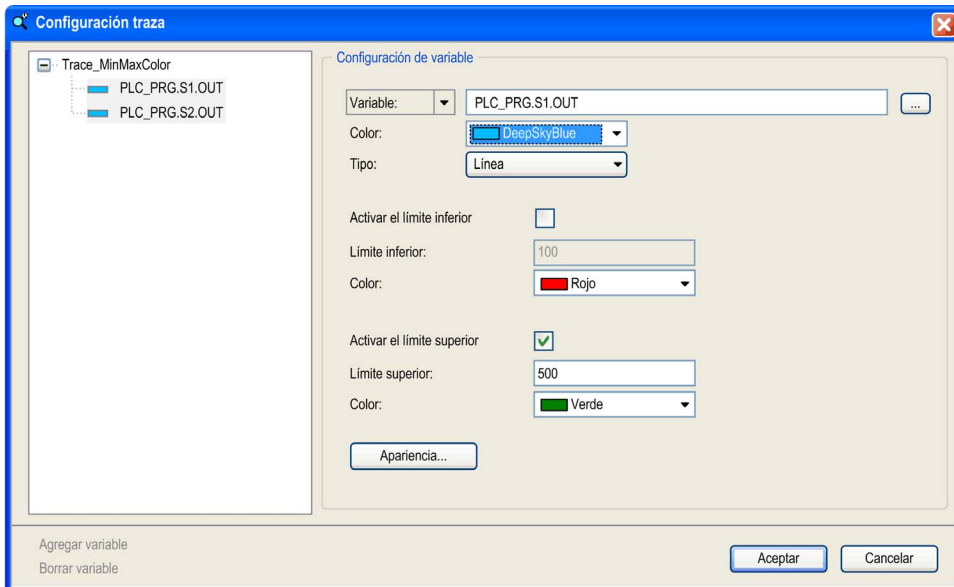 Configuración traza
Trace_MinMaxColor
PLC_PRG.S1.OUT
PLC_PRG.S2.OUT
Configuración de variable
Variable: PLC_PRG.S1.OUT ...
Color: DeepSkyBlue
Tipo: Línea
Activar el límite inferior
Límite inferior: 100
Color: Rojo
Activar el límite superior
Límite superior: 500
Color: Verde
Apariencia...
Agregar variable
Borrar variable
Aceptar Cancelar